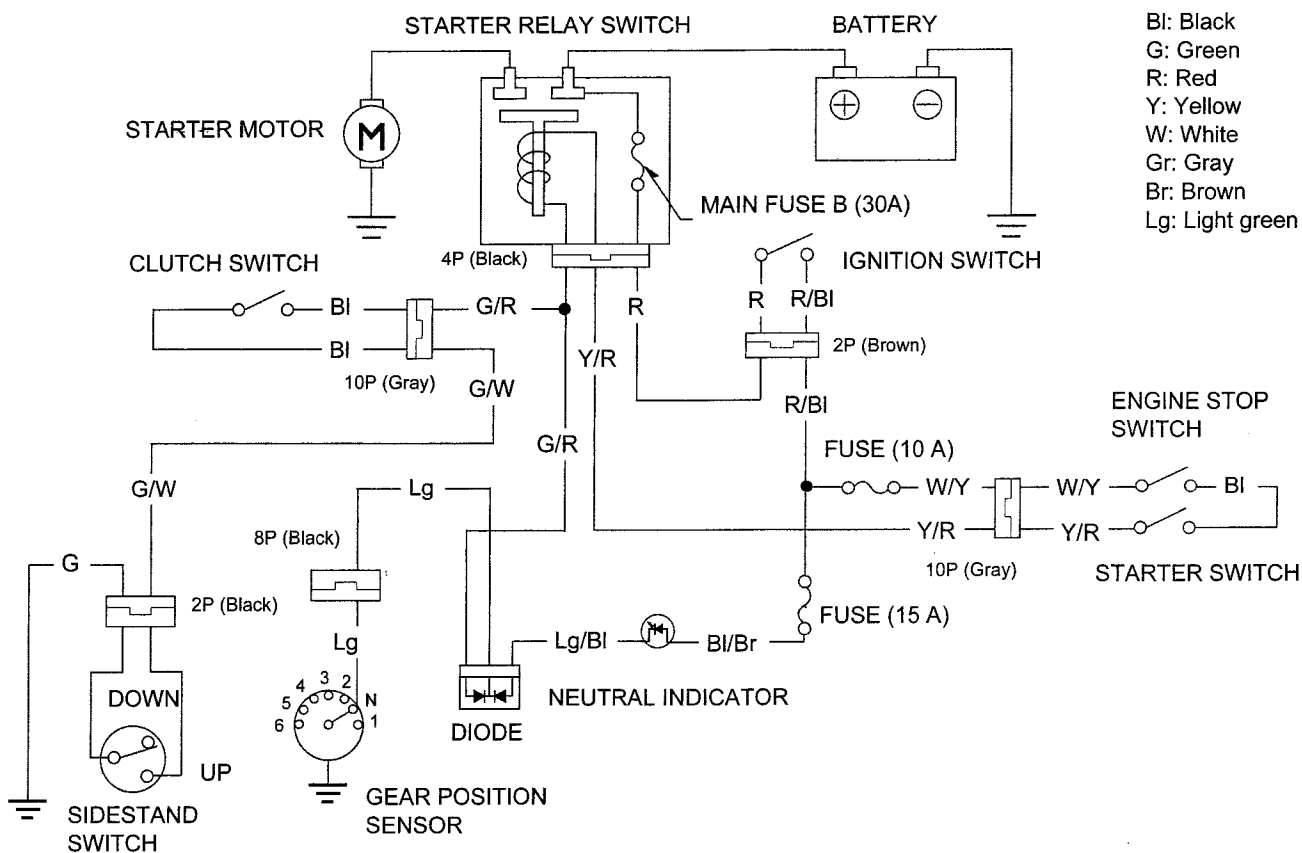 STARTER RELAY SWITCH
BATTERY
Bl: Black
G: Green
R: Red
Y: Yellow
W: White
Gr: Gray
Br: Brown
Lg: Light green
STARTER MOTOR
M
+
−
MAIN FUSE B (30A)
4P (Black)
CLUTCH SWITCH
IGNITION SWITCH
Bl
G/R
R
R
R/Bl
Bl
Y/R
2P (Brown)
10P (Gray)
G/W
R/Bl
ENGINE STOP
SWITCH
G/R
FUSE (10 A)
G/W
Lg
W/Y
W/Y
Bl
8P (Black)
Y/R
Y/R
G
10P (Gray)
STARTER SWITCH
2P (Black)
FUSE (15 A)
Lg
Lg/Bl
Bl/Br
DOWN
1
N
2
3
4
5
6
NEUTRAL INDICATOR
DIODE
UP
SIDESTAND
SWITCH
GEAR POSITION
SENSOR